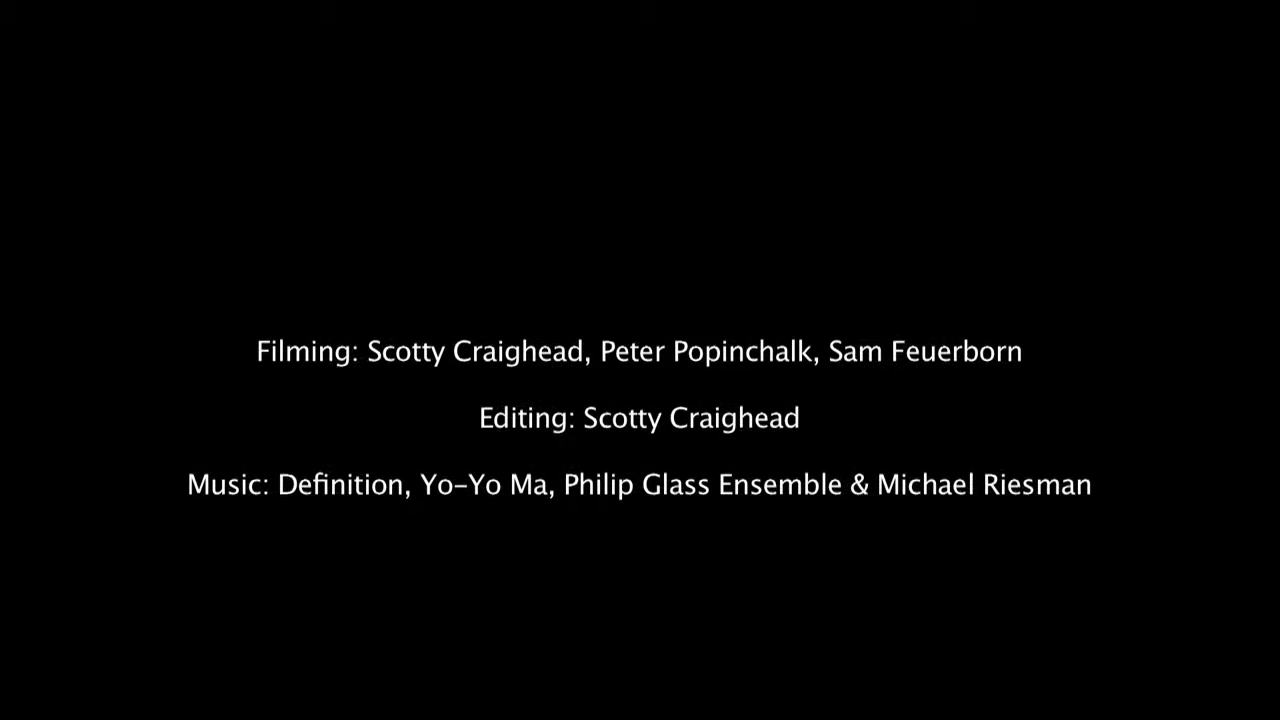 Filming: Scotty Craighead, Peter Popinchalk, Sam Feuerborn
Editing: Scotty Craighead
Music: Definition, Yo-Yo Ma, Philip Glass Ensemble & Michael Riesman